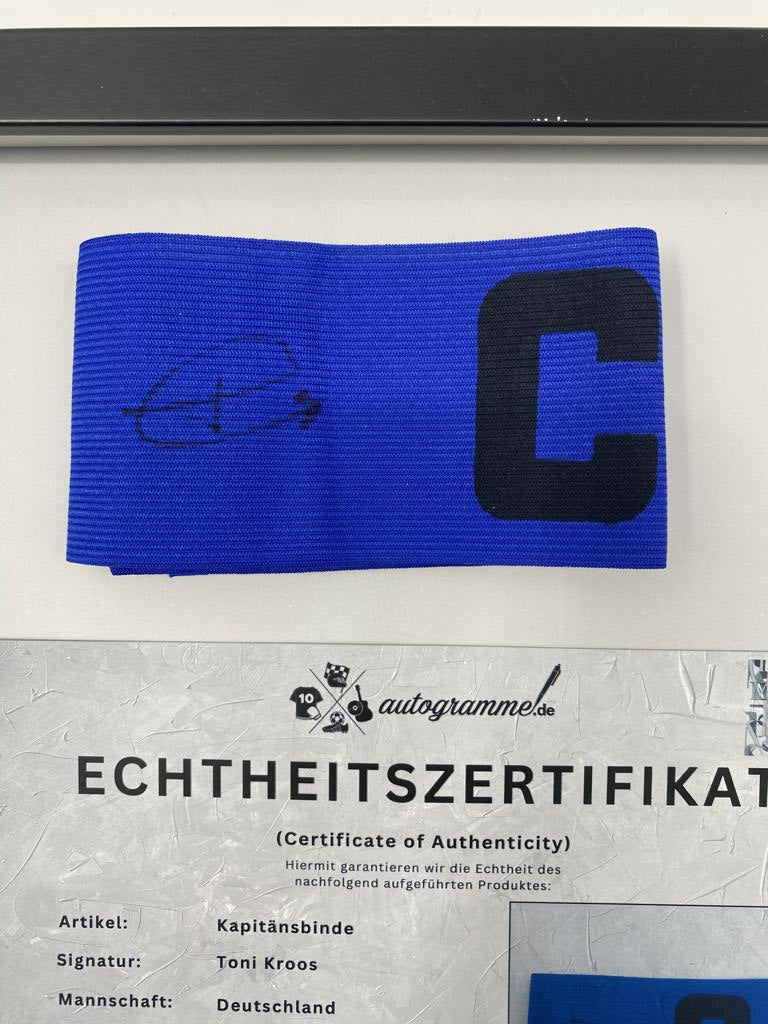 C
10
autogramme.de
ECHTHEITSZERTIFIKAT
(Certificate of Authenticity)
Hiermit garantieren wir die Echtheit des
nachfolgend aufgeführten Produktes:
Artikel: Kapitänsbinde
Signatur: Toni Kroos
Mannschaft: Deutschland